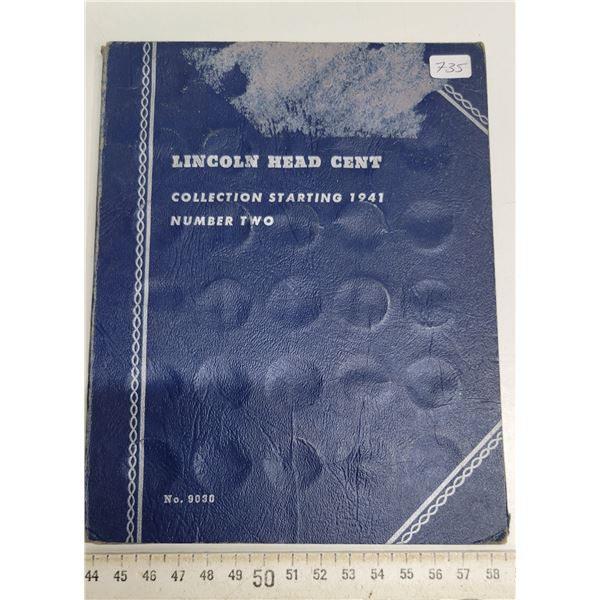 735
LINCOLN HEAD CENT
COLLECTION STARTING 1941
NUMBER TWO
No. 9030
44 45 46 47 48 49 50 51 52 53 54 55 56 57 58